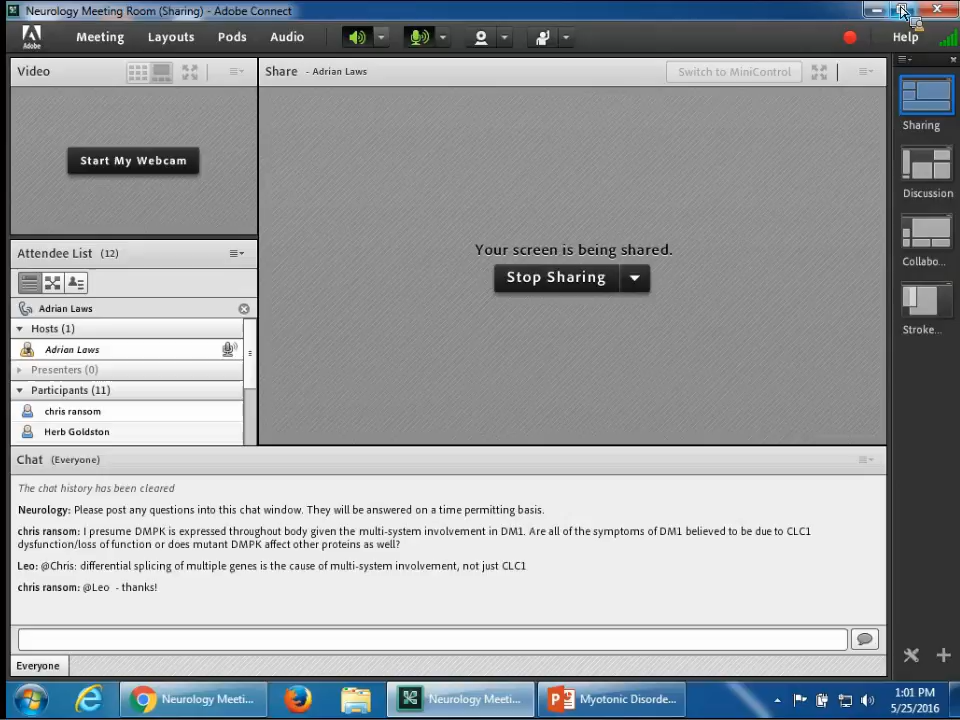 Neurology Meeting Room (Sharing) - Adobe Connect
Adobe
Meeting
Layouts
Pods
Audio
Help
Video
Start My Webcam
Share - Adrian Laws
Switch to MiniControl
Your screen is being shared.
Stop Sharing
Sharing
Discussion
Collabo...
Stroke...
Attendee List (12)
Adrian Laws
Hosts (1)
Adrian Laws
Presenters (0)
Participants (11)
chris ransom
Herb Goldston
Chat (Everyone)
The chat history has been cleared
Neurology: Please post any questions into this chat window. They will be answered on a time permitting basis.
chris ransom: I presume DMPK is expressed throughout body given the multi-system involvement in DM1. Are all of the symptoms of DM1 believed to be due to CLC1
dysfunction/loss of function or does mutant DMPK affect other proteins as well?
Leo: @Chris: differential splicing of multiple genes is the cause of multi-system involvement, not just CLC1
chris ransom: @Leo - thanks!
Everyone
Neurology Meeti...
Neurology Meeti...
Myotonic Disorde...
1:01 PM
5/25/2016